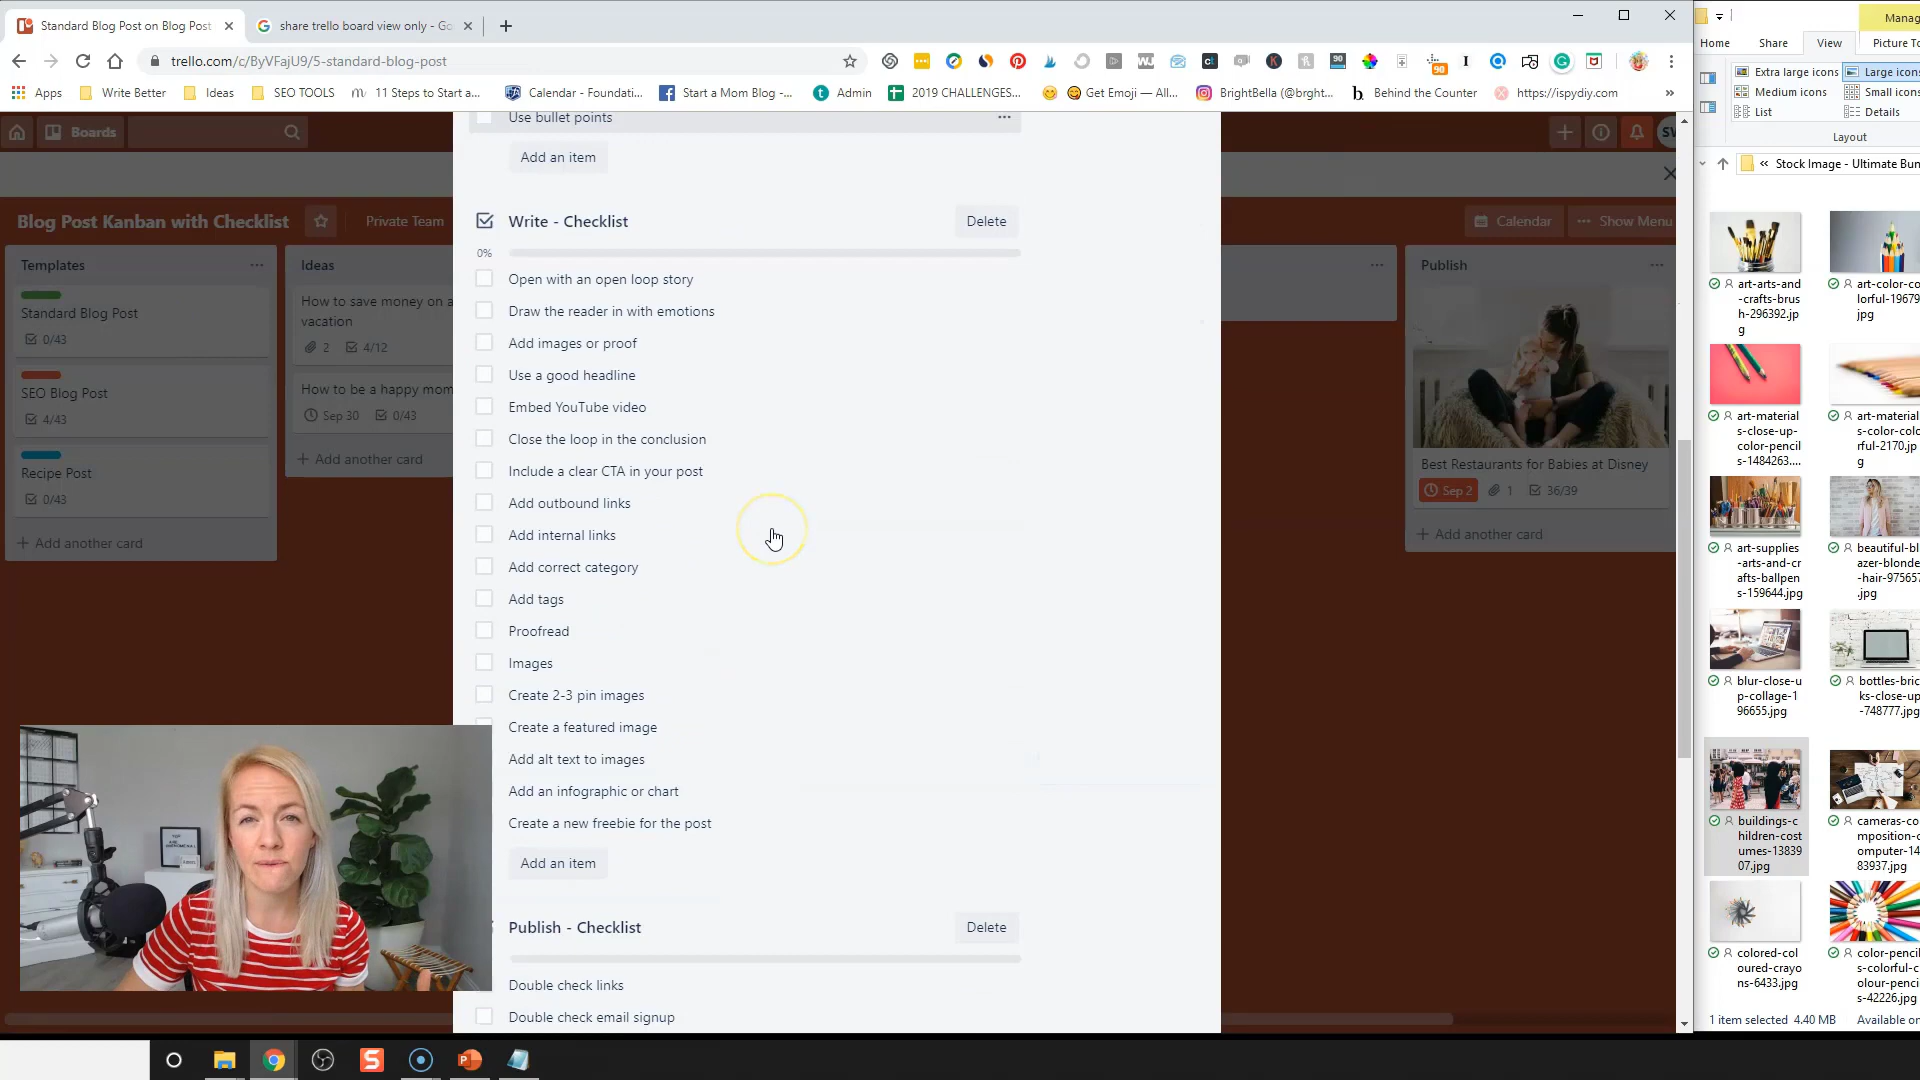 Standard Blog Post on Blog Post
share trello board view only - Go
trello.com/c/ByVFajU9/5-standard-blog-post
Apps
Write Better
Ideas
SEO TOOLS
11 Steps to Start a...
Calendar - Foundati...
Start a Mom Blog -...
Admin
2019 CHALLENGES...
Get Emoji — All...
BrightBella (@brght...
Behind the Counter
https://ispydiy.com
»
Boards
Blog Post Kanban with Checklist
Private Team
Calendar
Show Menu
Templates
Standard Blog Post
0/43
SEO Blog Post
4/43
Recipe Post
0/43
+ Add another card
Ideas
How to save money on a
vacation
2
4/12
How to be a happy mom
Sep 30
0/43
+ Add another card
Use bullet points
Add an item
Write - Checklist
Delete
0%
Open with an open loop story
Draw the reader in with emotions
Add images or proof
Use a good headline
Embed YouTube video
Close the loop in the conclusion
Include a clear CTA in your post
Add outbound links
Add internal links
Add correct category
Add tags
Proofread
Images
Create 2-3 pin images
Create a featured image
Add alt text to images
Add an infographic or chart
Create a new freebie for the post
Add an item
Publish - Checklist
Delete
Double check links
Double check email signup
Publish
Best Restaurants for Babies at Disney
Sep 2
1
36/39
+ Add another card
Manag
Home
Share
View
Picture To
Extra large icons
Large icons
Medium icons
Small icons
List
Details
Layout
« Stock Image - Ultimate Bun
art-arts-and-
-crafts-brus
h-296392.jp
g
art-color-co
lorful-19679
jpg
art-material
s-close-up-
color-pencil
s-1484263....
art-material
s-color-colo
rful-2170.jp
g
art-supplies
-arts-and-cr
afts-ballpen
s-159644.jpg
beautiful-bl
azer-blonde
-hair-975657
.jpg
blur-close-u
p-collage-1
96655.jpg
bottles-bric
ks-close-up
-748777.jpg
buildings-c
hildren-cost
umes-13839
07.jpg
cameras-co
mposition-c
omputer-14
83937.jpg
colored-col
oured-crayo
ns-6433.jpg
color-pencil
s-colorful-c
olour-penci
s-42226.jpg
1 item selected 4.40 MB
Available on